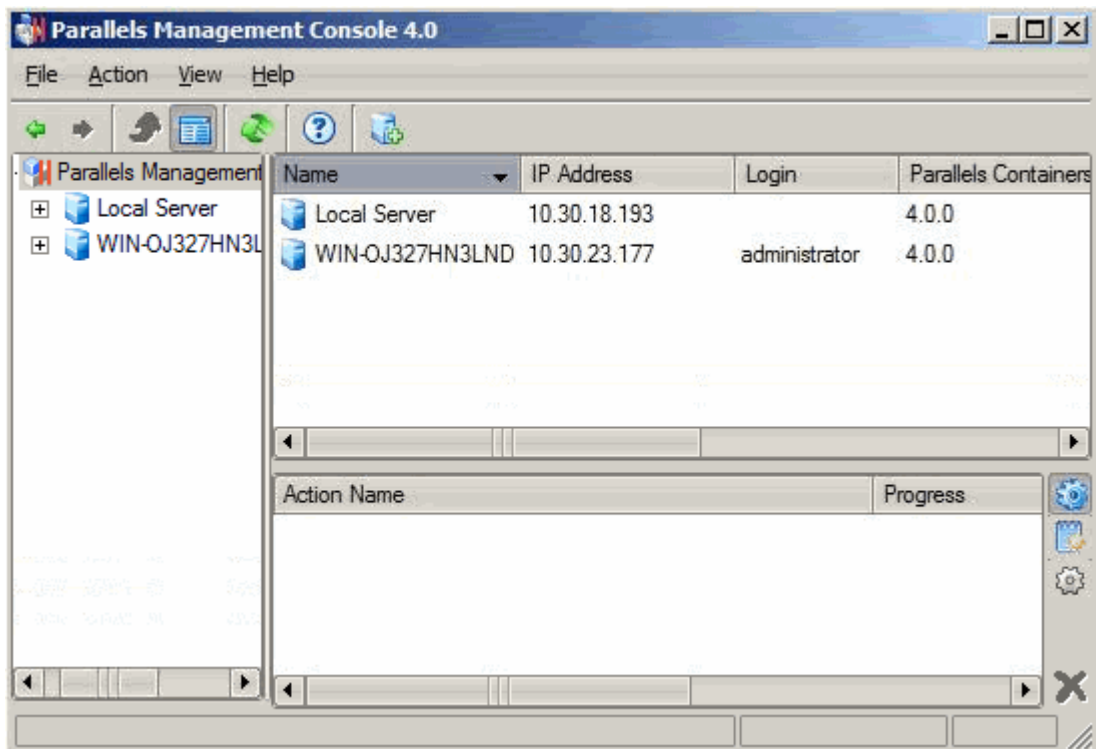 Parallels Management Console 4.0
File Action View Help
Parallels Management
Local Server
WIN-OJ327HN3L
Name IP Address Login Parallels Containers
Local Server 10.30.18.193 4.0.0
WIN-OJ327HN3LND 10.30.23.177 administrator 4.0.0
Action Name Progress